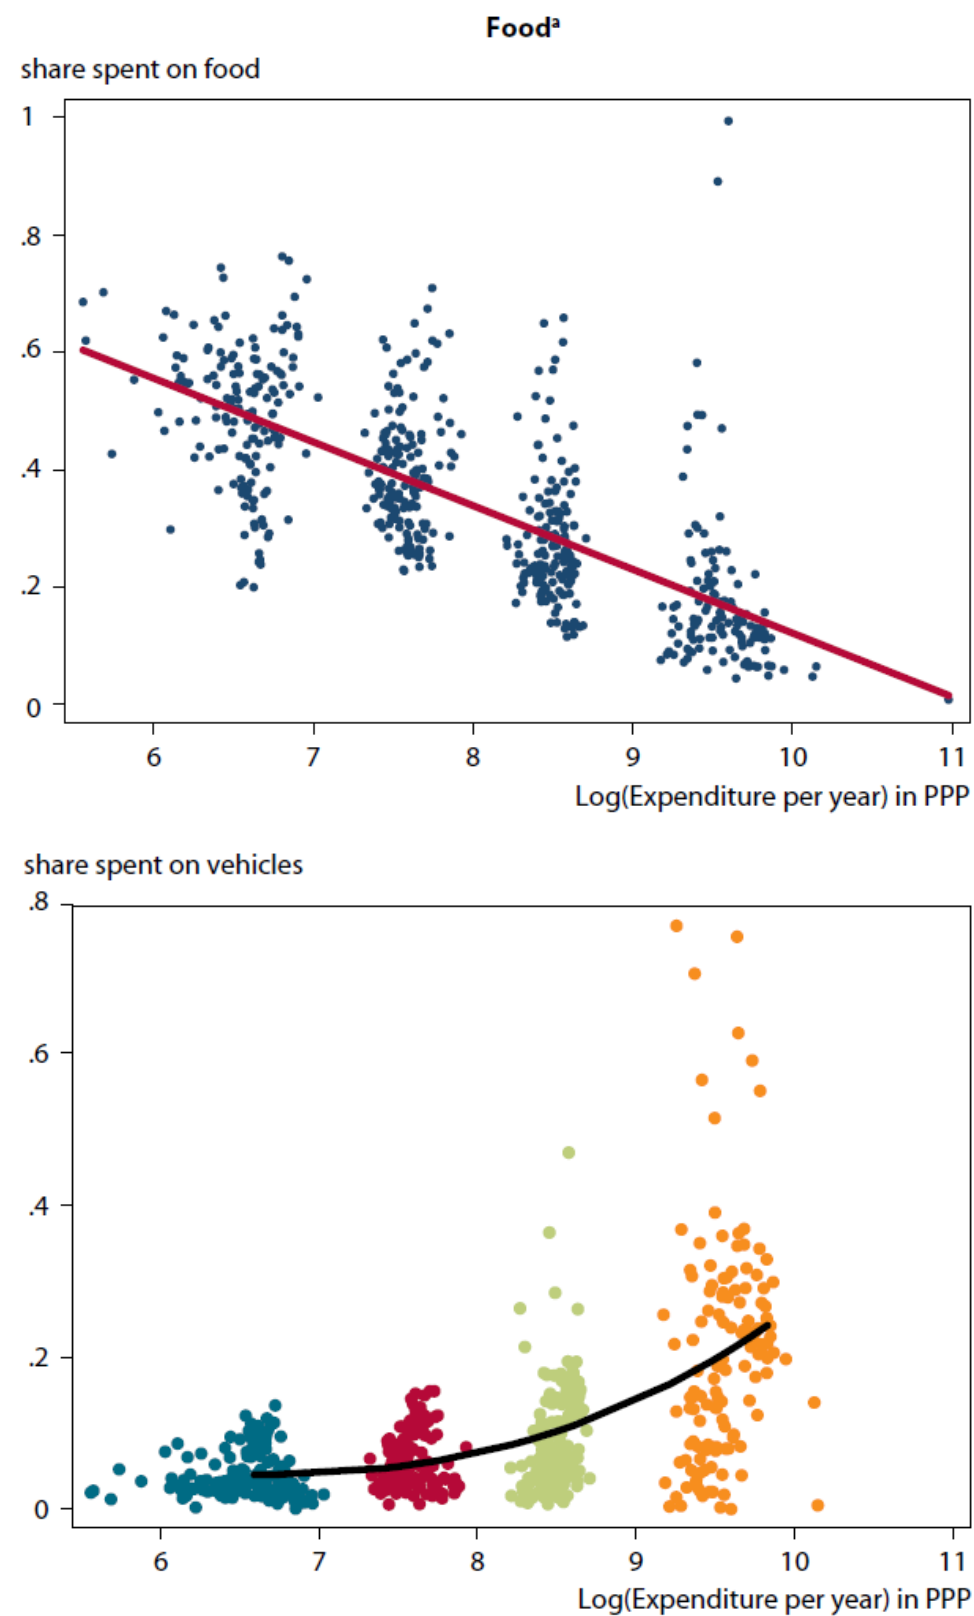 Foodᵃ
share spent on food
1
.8
.6
.4
.2
0
6 7 8 9 10 11
Log(Expenditure per year) in PPP
share spent on vehicles
.8
.6
.4
.2
0
6 7 8 9 10 11
Log(Expenditure per year) in PPP